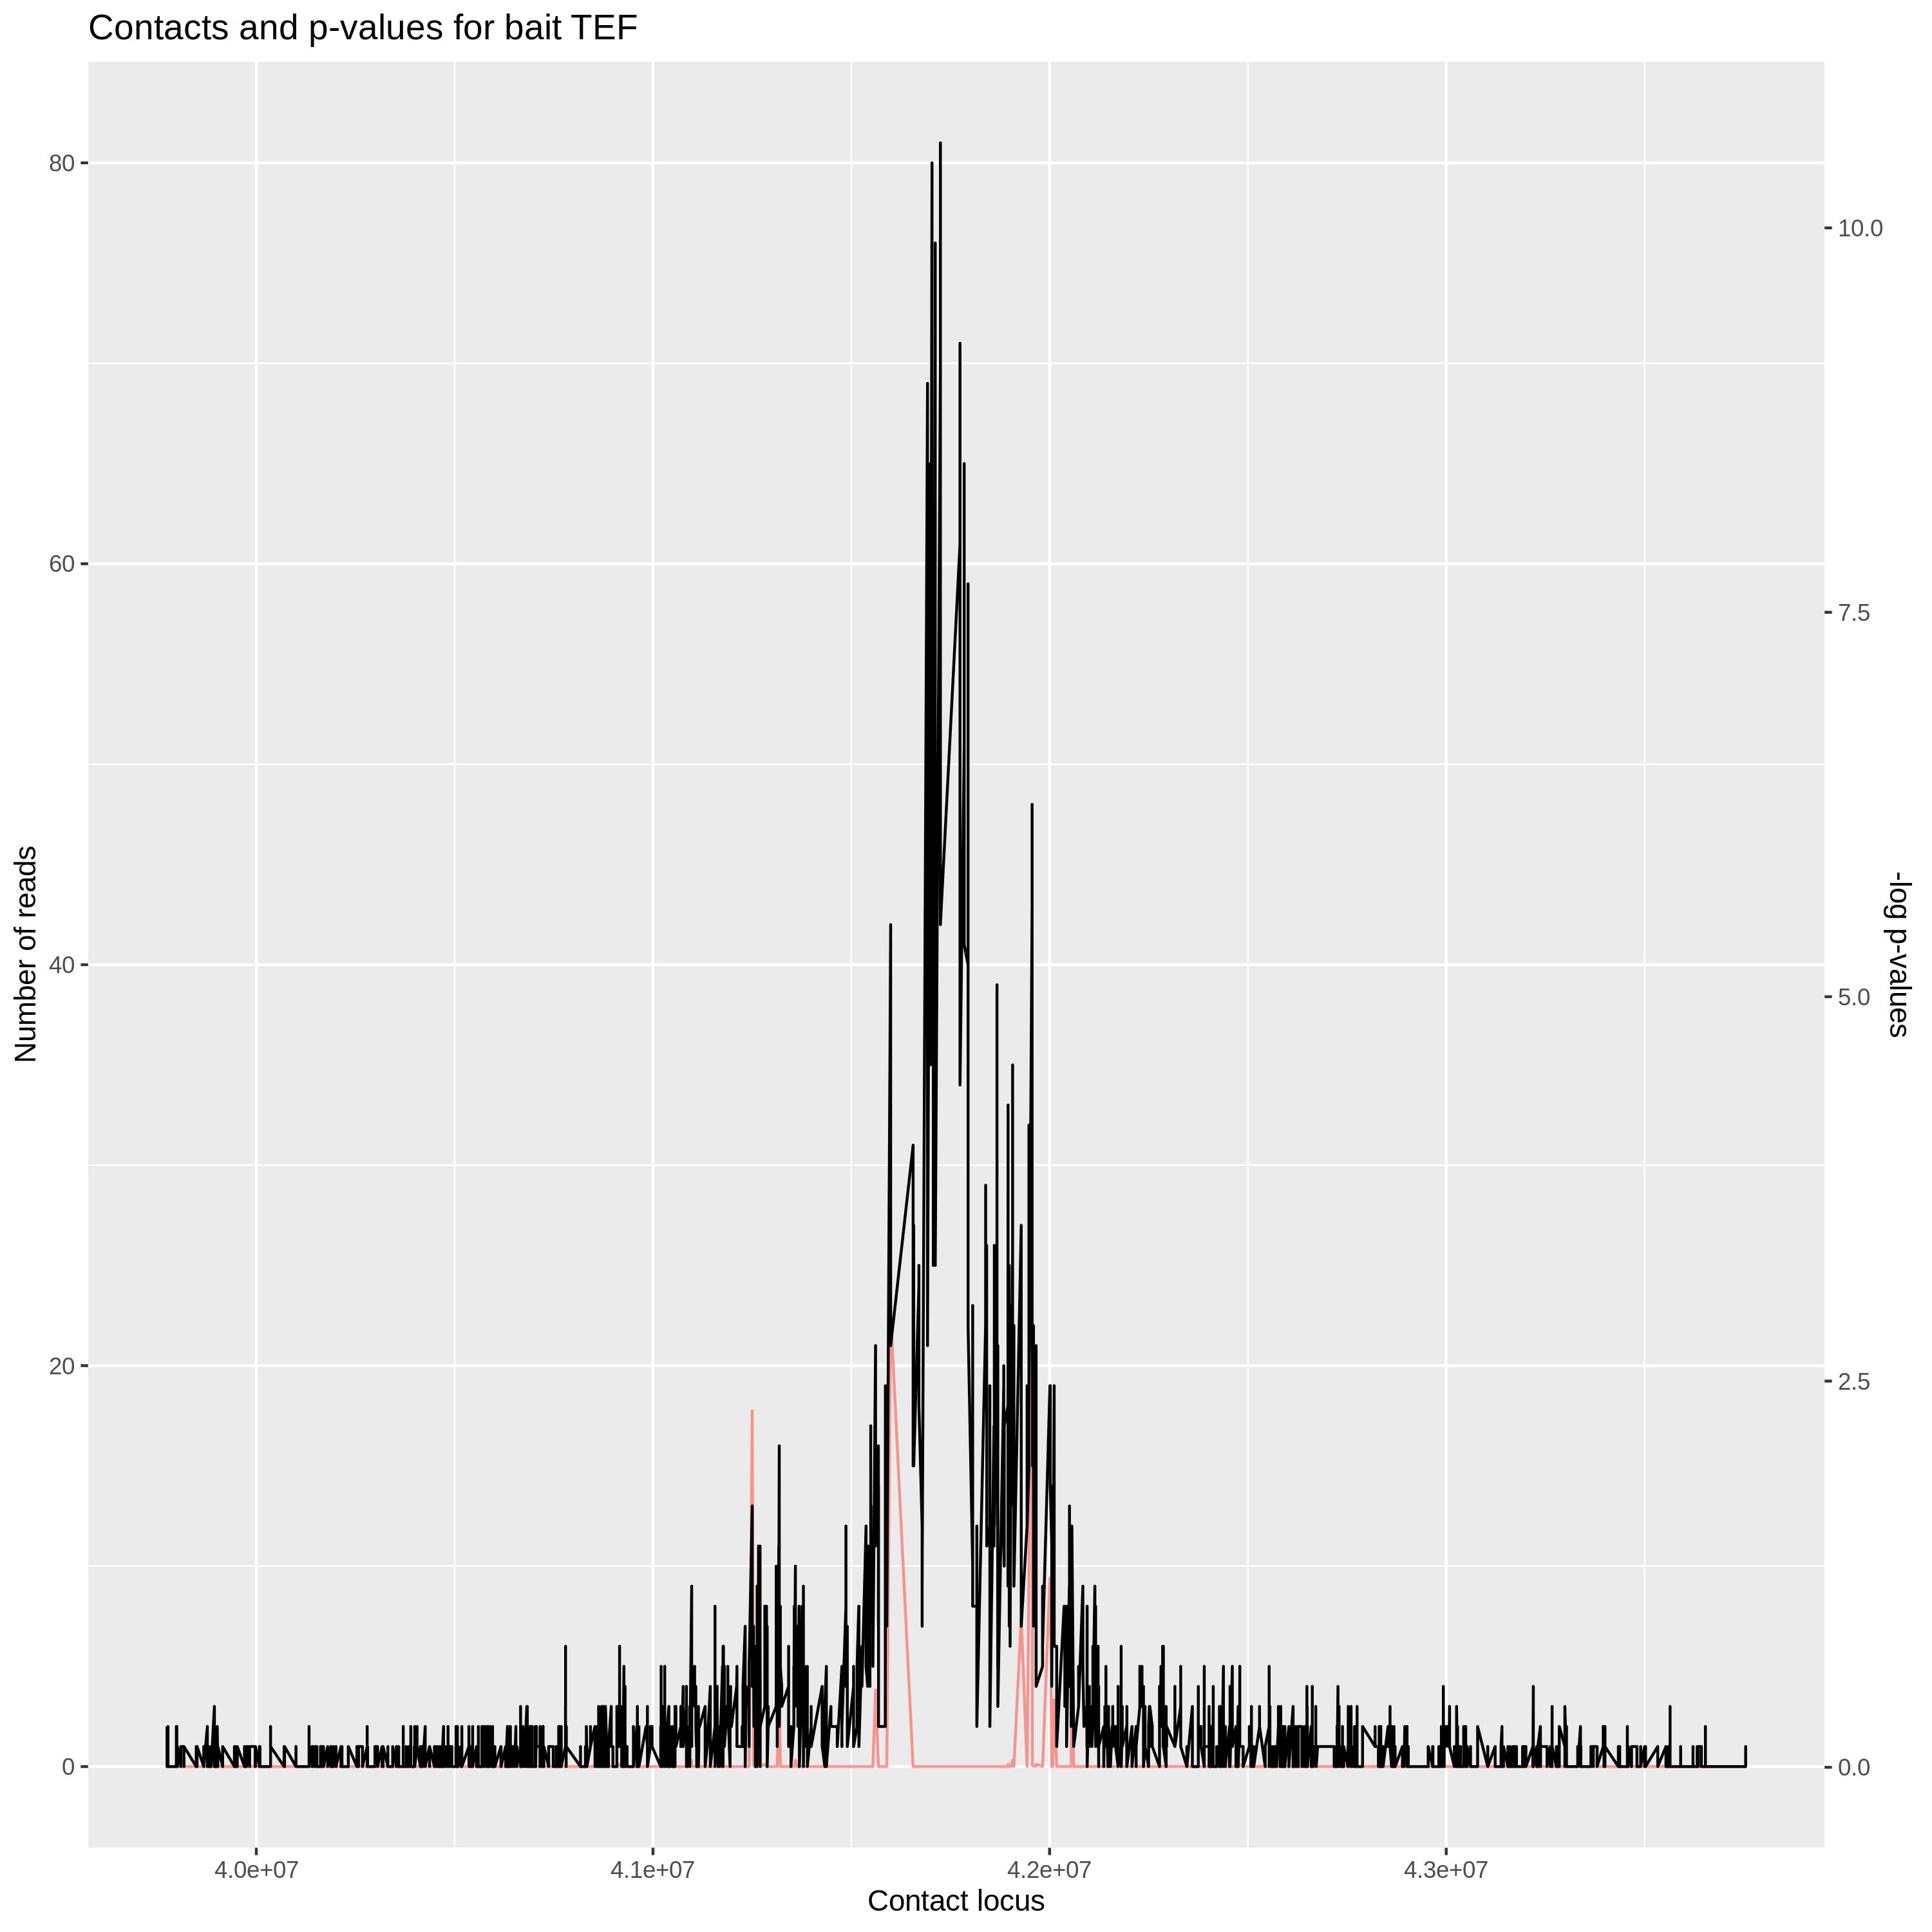 Contacts and p-values for bait TEF
80
60
40
20
0
Number of reads
10.0
7.5
5.0
2.5
0.0
-log p-values
4.0e+07
4.1e+07
4.2e+07
4.3e+07
Contact locus